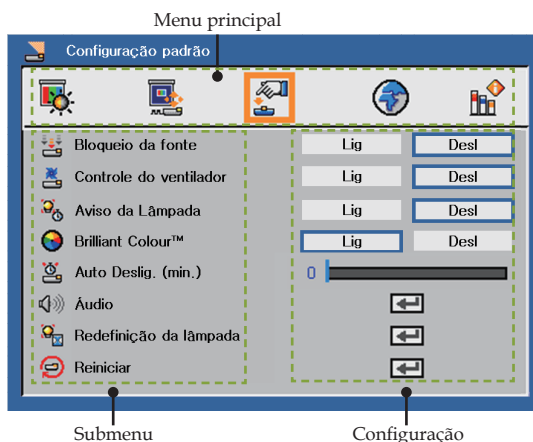 Menu principal
Configuração padrão
Bloqueio da fonte Lig Desl
Controle do ventilador Lig Desl
Aviso da Lâmpada Lig Desl
Brilliant Colour™ Lig Desl
Auto Deslig. (min.) 0
Áudio
Redefinição da lâmpada
Reiniciar
Submenu Configuração